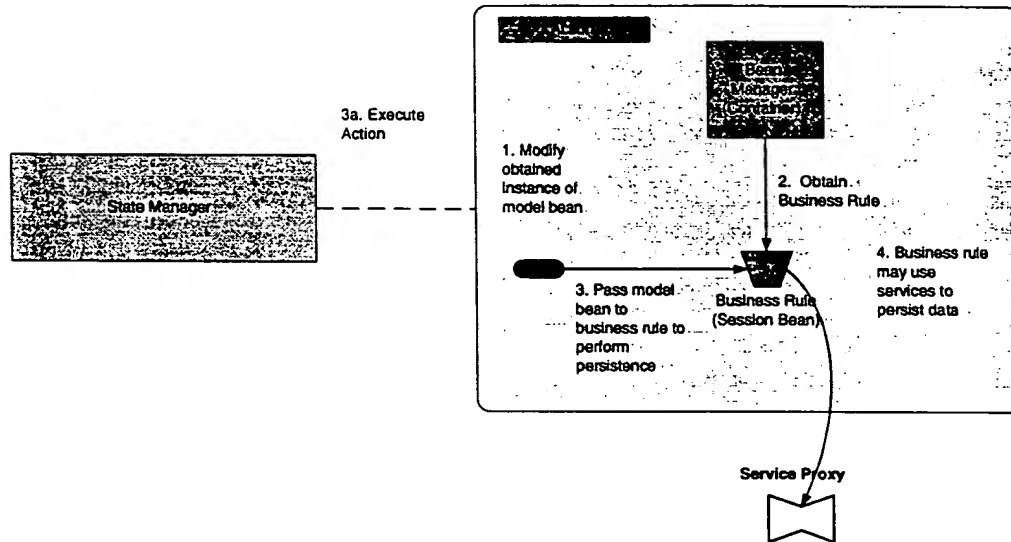 Bean
Manager
(Container)
3a. Execute
Action
1. Modify
obtained
instance of
model bean
2. Obtain
Business Rule
State Manager
4. Business rule
may use
services to
persist data
3. Pass model
bean to
business rule to
perform
persistence
Business Rule
(Session Bean)
Service Proxy